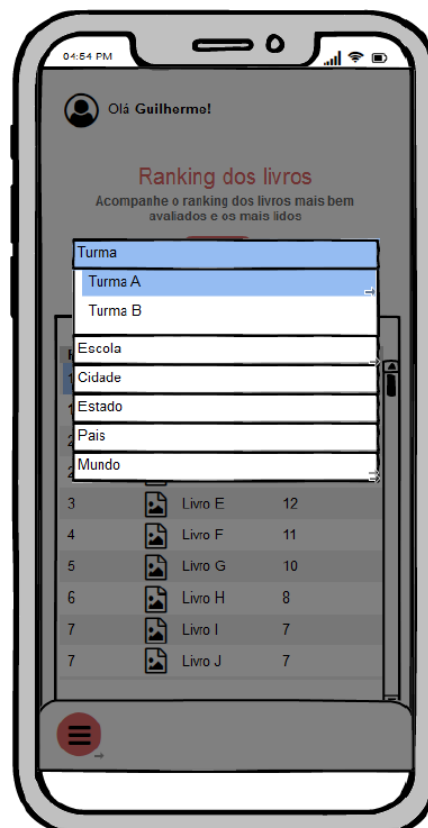 04:54 PM
Olá Guilherme!
Ranking dos livros
Acompanhe o ranking dos livros mais bem
avaliados e os mais lidos
Turma
Turma A
Turma B
Escola
Cidade
Estado
Pais
Mundo
3 Livro E 12
4 Livro F 11
5 Livro G 10
6 Livro H 8
7 Livro I 7
7 Livro J 7